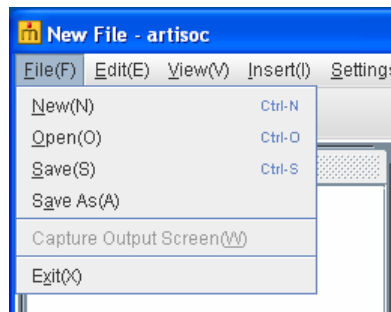 New File - artisoc
File(F) Edit(E) View(V) Insert(I) Settings
New(N) Ctrl-N
Open(O) Ctrl-O
Save(S) Ctrl-S
Save As(A)
Capture Output Screen(W)
Exit(X)